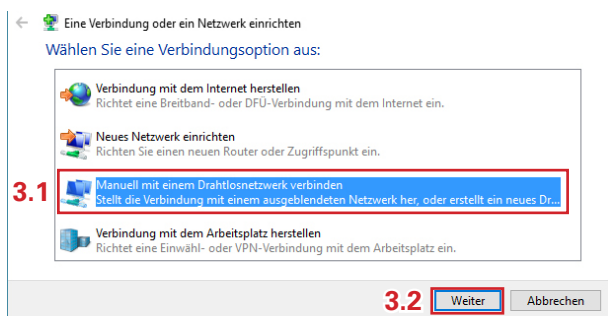 Eine Verbindung oder ein Netzwerk einrichten
Wählen Sie eine Verbindungsoption aus:
Verbindung mit dem Internet herstellen
Richtet eine Breitband- oder DFÜ-Verbindung mit dem Internet ein.
Neues Netzwerk einrichten
Richten Sie einen neuen Router oder Zugriffspunkt ein.
3.1 Manuell mit einem Drahtlosnetzwerk verbinden
Stellt die Verbindung mit einem ausgeblendeten Netzwerk her, oder erstellt ein neues Dr...
Verbindung mit dem Arbeitsplatz herstellen
Richtet eine Einwähl- oder VPN-Verbindung mit dem Arbeitsplatz ein.
3.2 Weiter Abbrechen